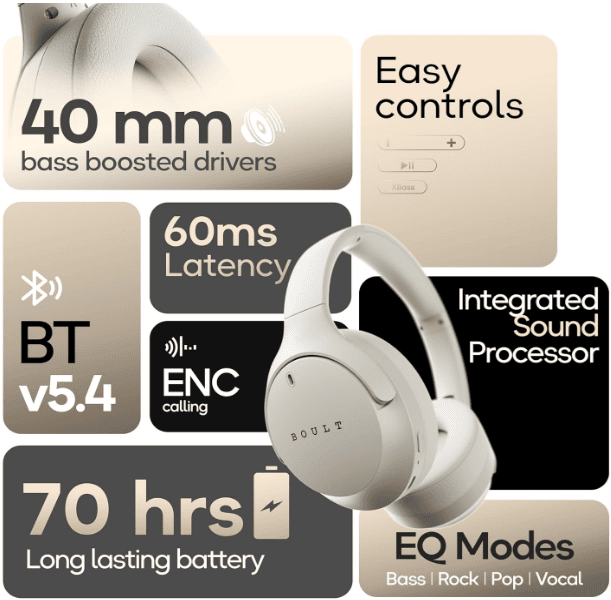 40 mm
bass boosted drivers
Easy
controls
+
XBass
60ms
Latency
BT
v5.4
ENC
calling
Integrated
Sound
Processor
BOULT
70 hrs
Long lasting battery
EQ Modes
Bass | Rock | Pop | Vocal